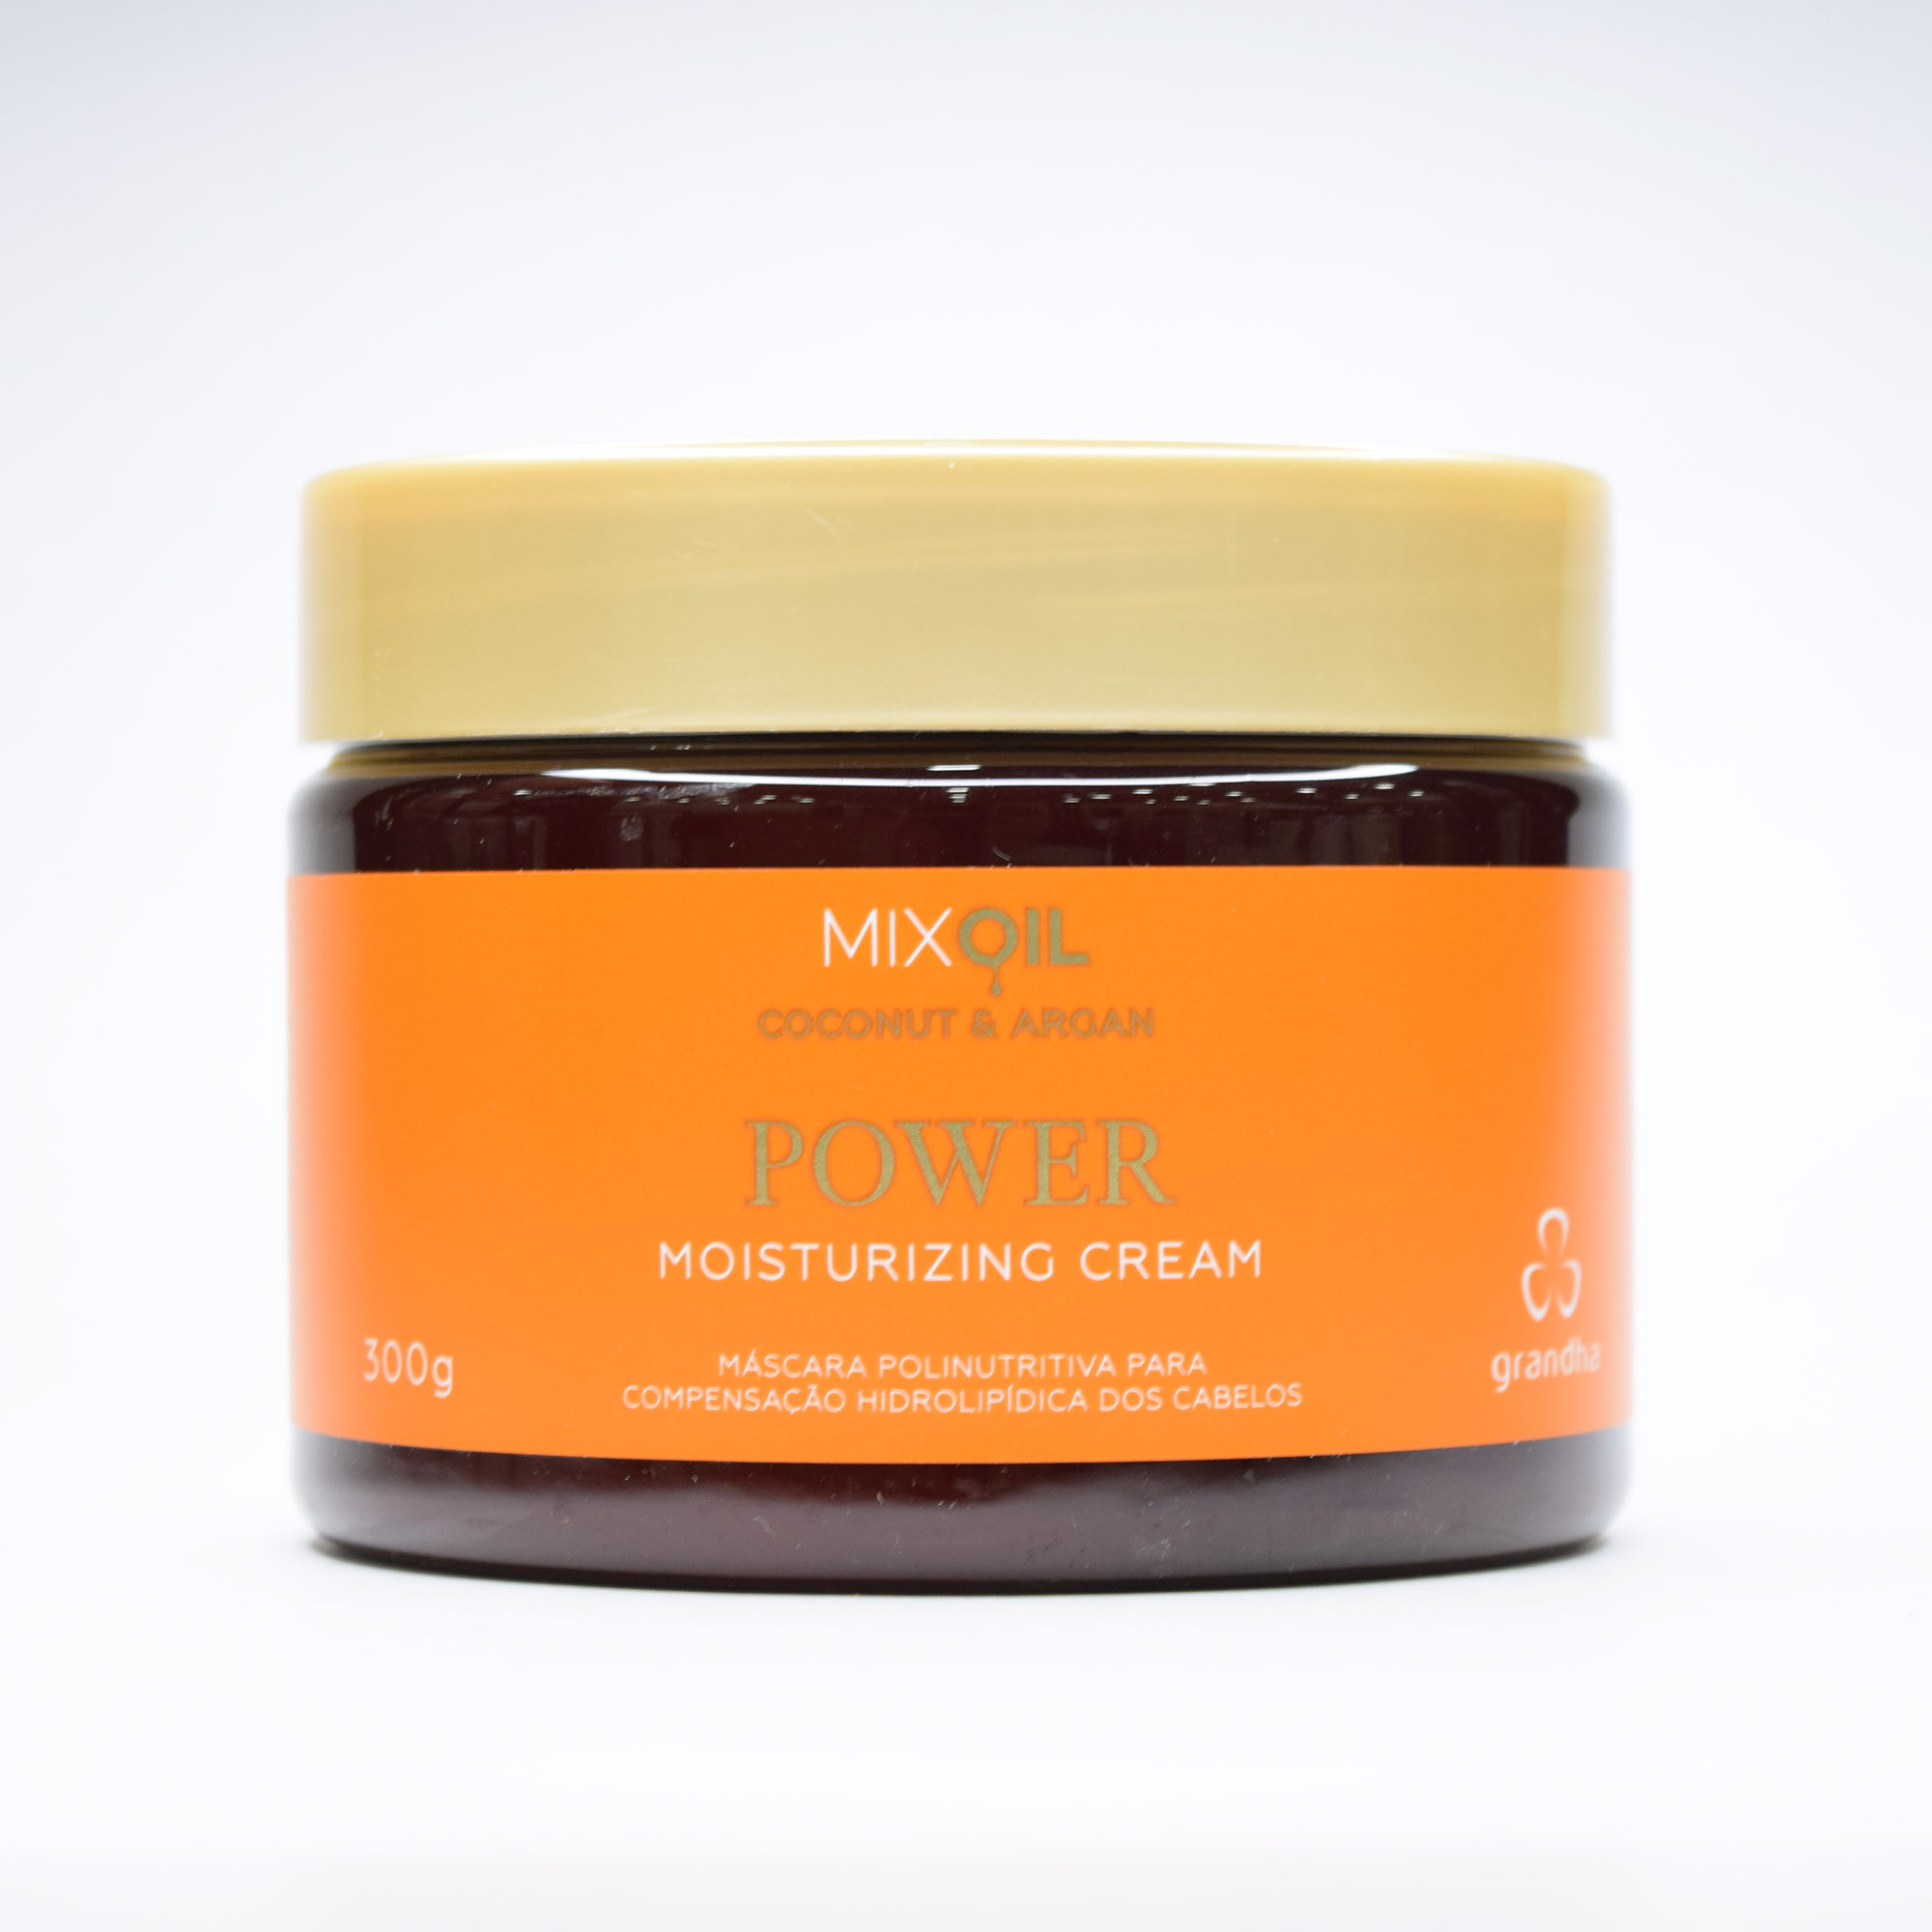 MIXOIL
COCONUT & ARGAN
POWER
MOISTURIZING CREAM
300g
MÁSCARA POLINUTRITIVA PARA
COMPENSAÇÃO HIDROLIPÍDICA DOS CABELOS
grandha